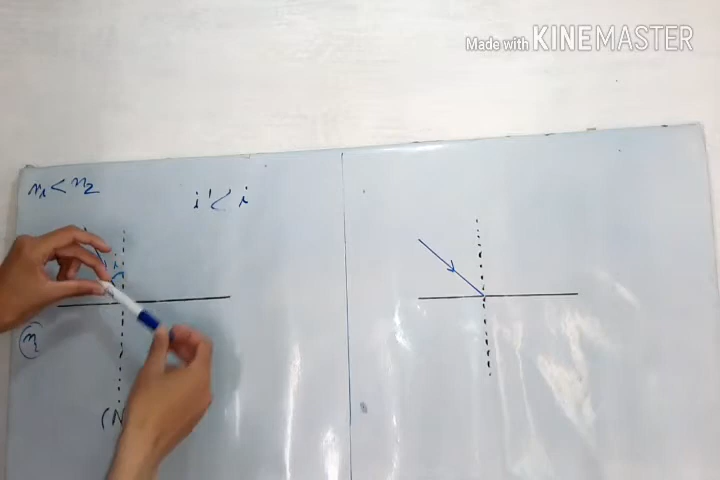 Made with KINEMASTER
n₁ < n₂
i' < i
i
(N